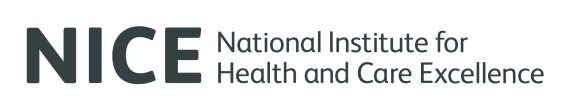 NICE
National Institute for
Health and Care Excellence